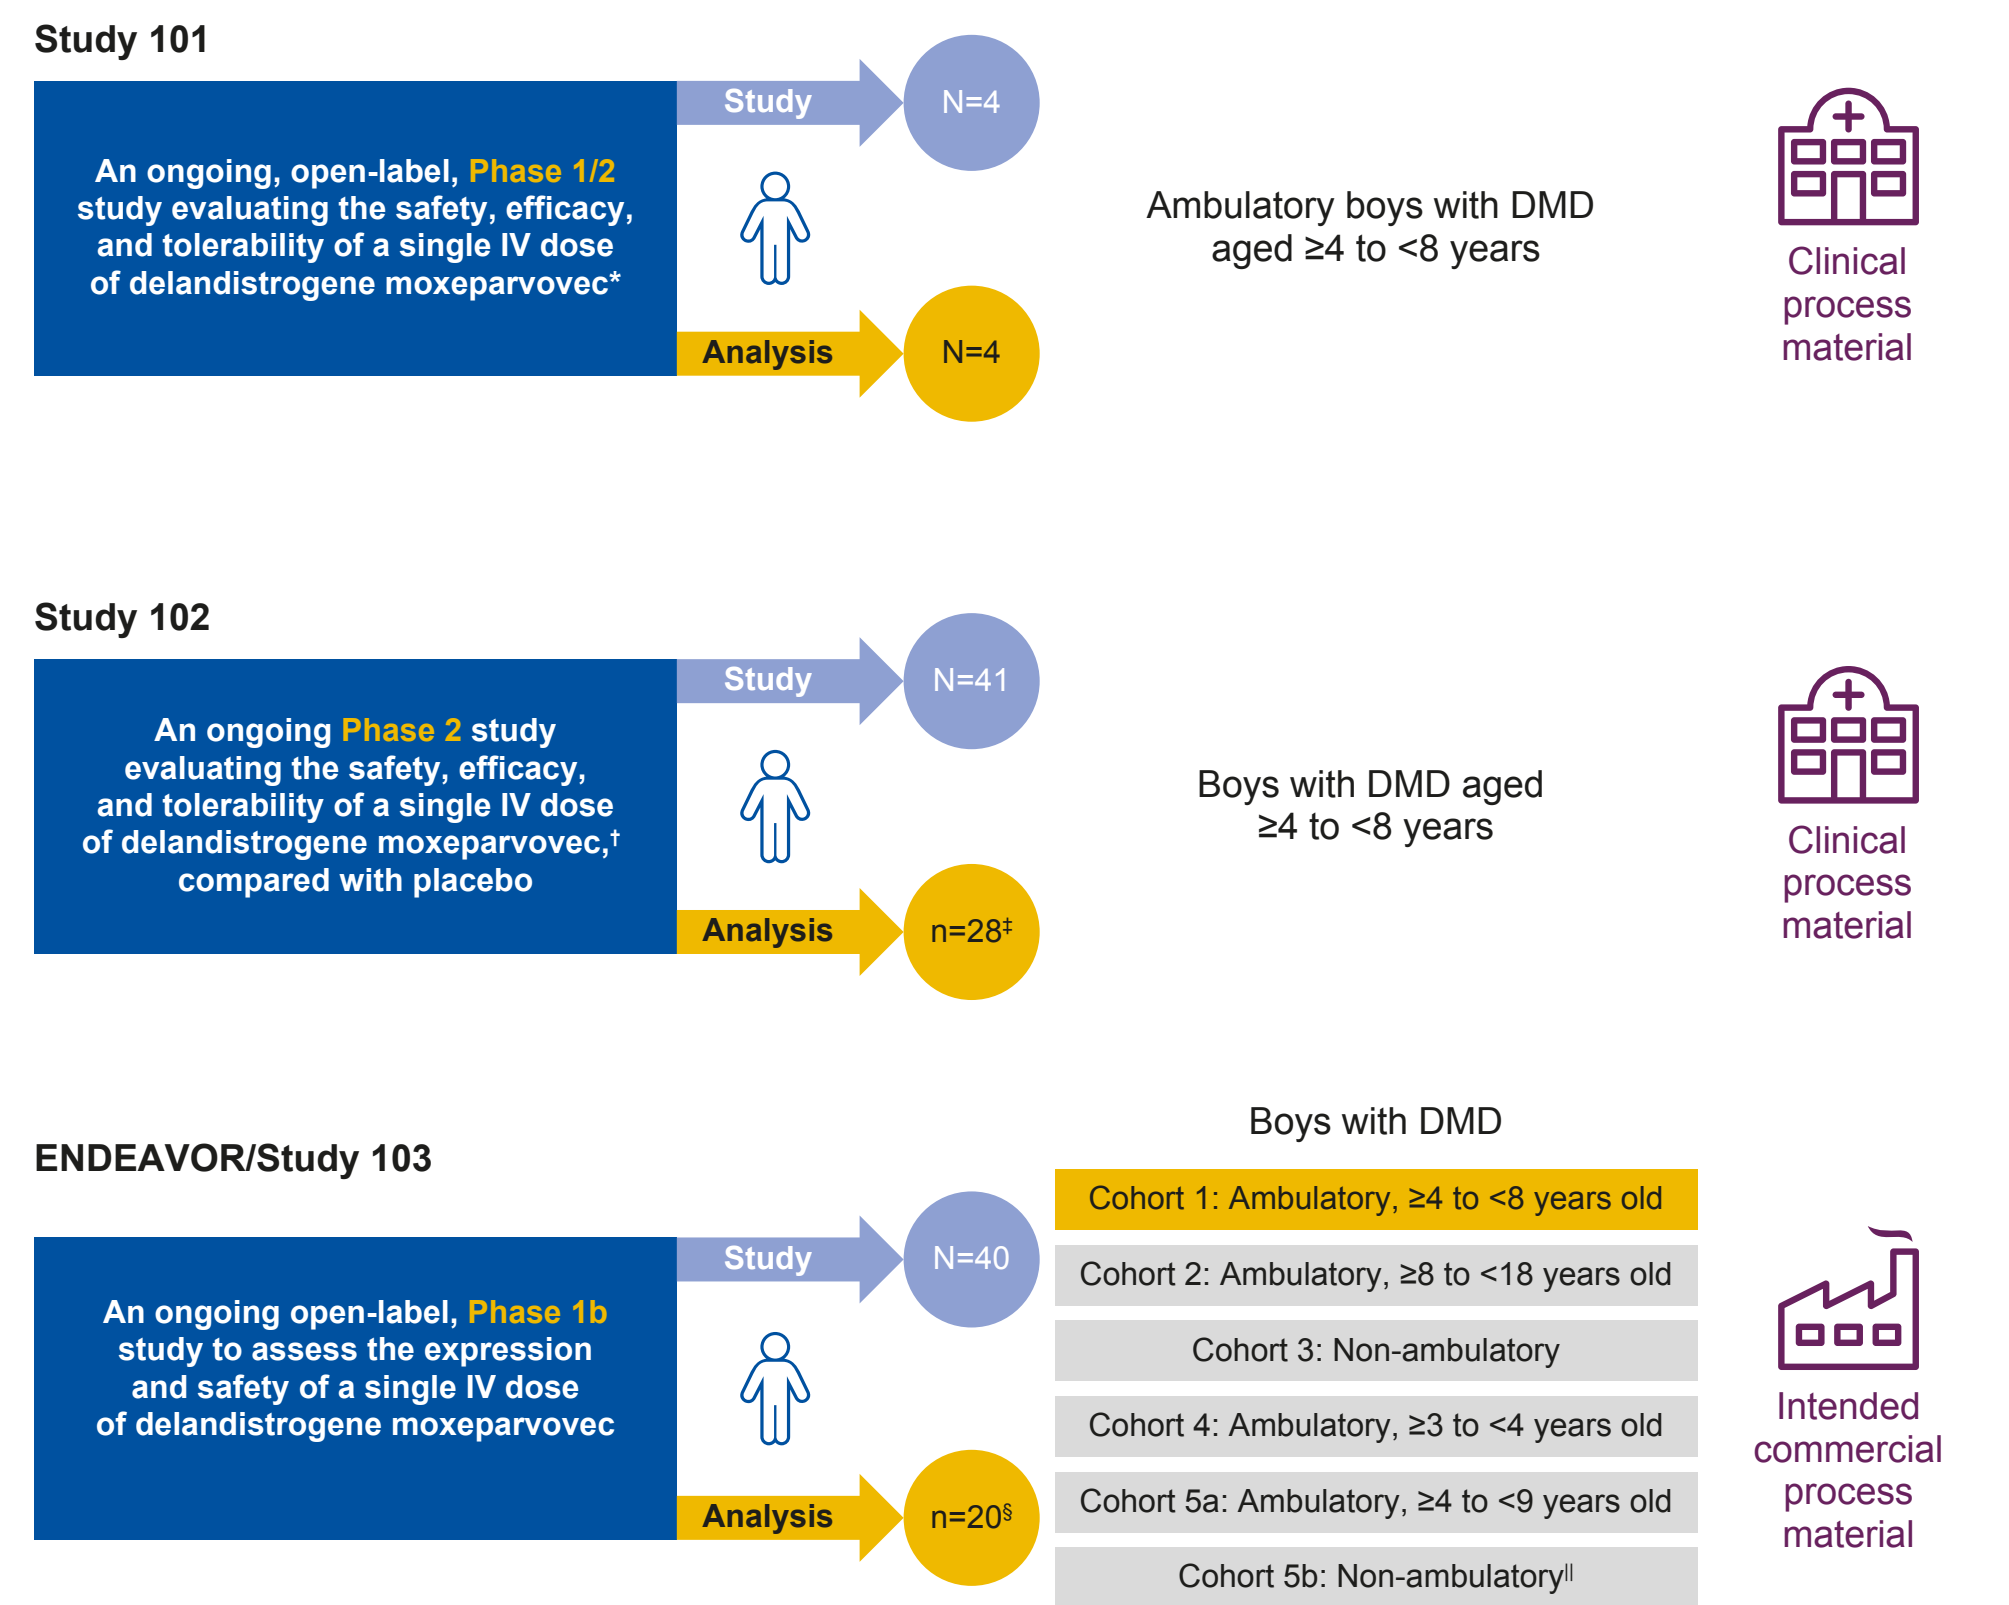 Study 101
An ongoing, open-label, Phase 1/2
study evaluating the safety, efficacy,
and tolerability of a single IV dose
of delandistrogene moxeparvovec*
Study
N=4
Analysis
N=4
Ambulatory boys with DMD
aged ≥4 to <8 years
Clinical
process
material
Study 102
An ongoing Phase 2 study
evaluating the safety, efficacy,
and tolerability of a single IV dose
of delandistrogene moxeparvovec,†
compared with placebo
Study
N=41
Analysis
n=28‡
Boys with DMD aged
≥4 to <8 years
Clinical
process
material
ENDEAVOR/Study 103
An ongoing open-label, Phase 1b
study to assess the expression
and safety of a single IV dose
of delandistrogene moxeparvovec
Study
N=40
Analysis
n=20§
Boys with DMD
Cohort 1: Ambulatory, ≥4 to <8 years old
Cohort 2: Ambulatory, ≥8 to <18 years old
Cohort 3: Non-ambulatory
Cohort 4: Ambulatory, ≥3 to <4 years old
Cohort 5a: Ambulatory, ≥4 to <9 years old
Cohort 5b: Non-ambulatory||
Intended
commercial
process
material